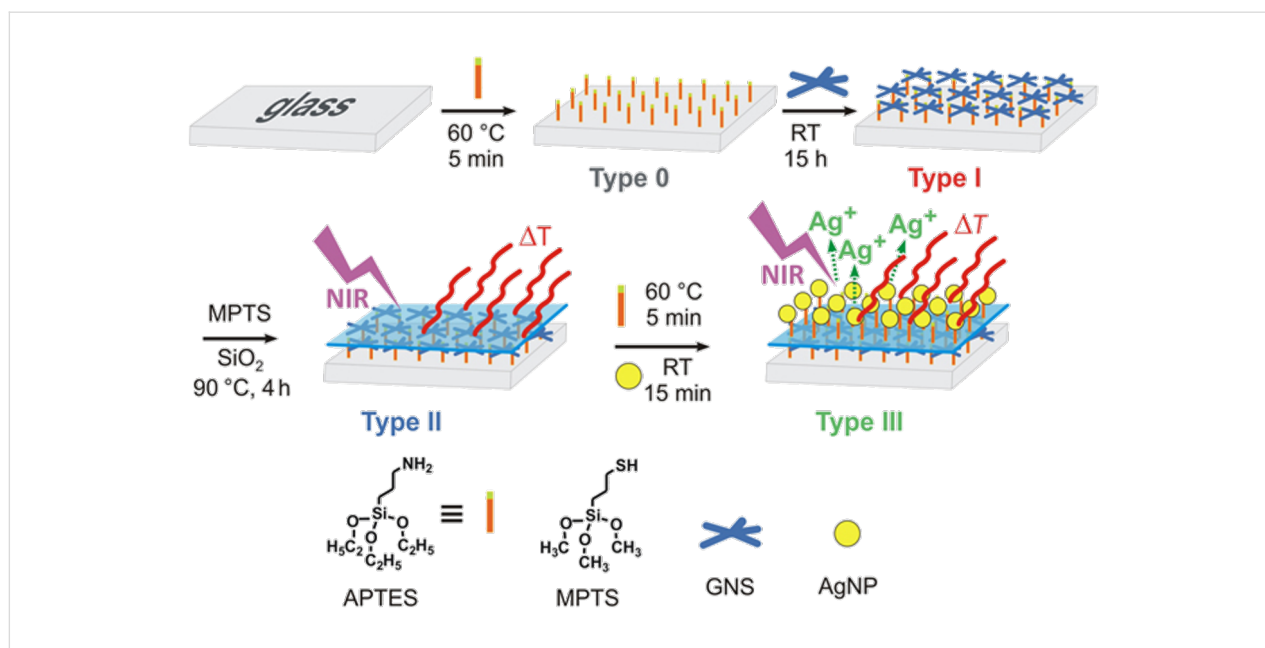 glass
60 °C
5 min
RT
15 h
Type 0
Type I
NIR
ΔT
MPTS
SiO2
90 °C, 4 h
Type II
60 °C
5 min
RT
15 min
NIR
Ag+
Ag+
Ag+
ΔT
Type III
NH2
Si
O
O
O
H5C2
C2H5
C2H5
APTES
≡
SH
Si
O
O
O
H3C
CH3
CH3
MPTS
GNS
AgNP